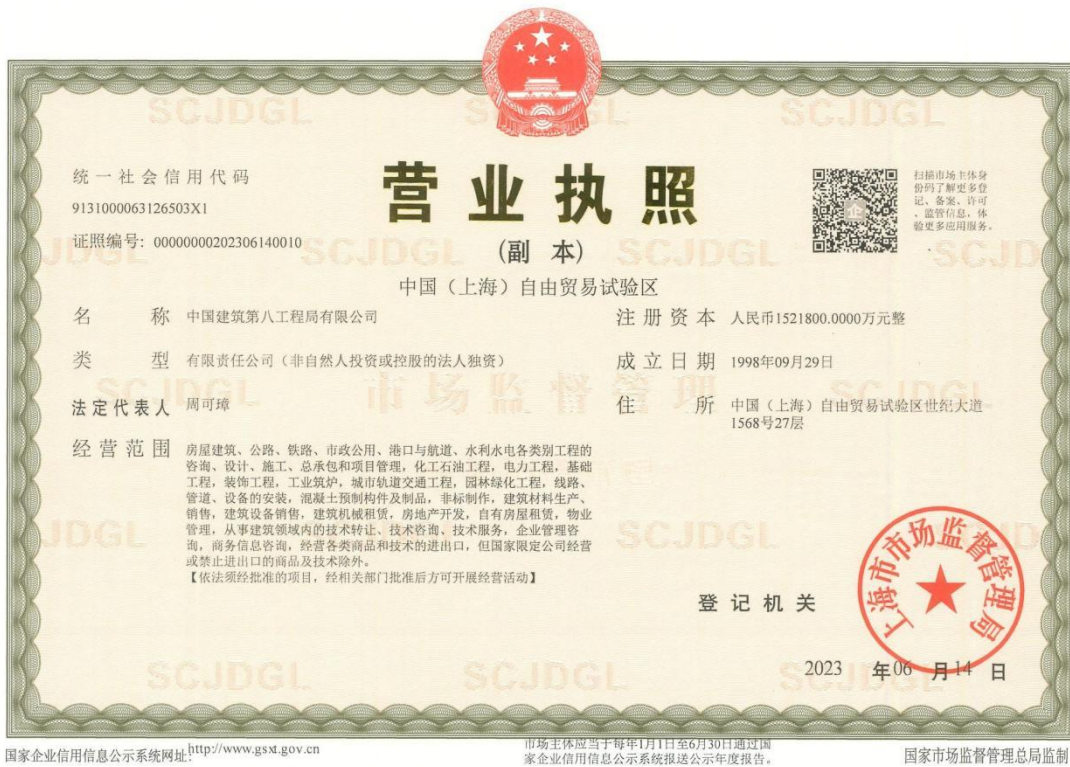 统一社会信用代码
9131000063126503X1
证照编号: 00000000202306140010
营业执照
(副 本)
中国（上海）自由贸易试验区
扫描市场主体身
份码了解更多登
记、备案、许可
、监管信息，体
验更多应用服务。
名 称 中国建筑第八工程局有限公司
类 型 有限责任公司（非自然人投资或控股的法人独资）
法定代表人 周可璋
经营范围 房屋建筑、公路、铁路、市政公用、港口与航道、水利水电各类别工程的
咨询、设计、施工、总承包和项目管理，化工石油工程，电力工程，基础
工程，装饰工程，工业筑炉，城市轨道交通工程，园林绿化工程，线路、
管道、设备的安装，混凝土预制构件及制品，非标制作，建筑材料生产、
销售，建筑设备销售，建筑机械租赁，房地产开发，自有房屋租赁，物业
管理，从事建筑领域内的技术转让、技术咨询、技术服务，企业管理咨
询，商务信息咨询，经营各类商品和技术的进出口，但国家限定公司经营
或禁止进出口的商品及技术除外。
【依法须经批准的项目，经相关部门批准后方可开展经营活动】
注册资本 人民币1521800.0000万元整
成立日期 1998年09月29日
住 所 中国（上海）自由贸易试验区世纪大道
1568号27层
登记机关
上海市市场监督管理局
2023 年06 月14 日
SCJDGL
市场监督管理
国家企业信用信息公示系统网址:http://www.gsxt.gov.cn
市场主体应当于每年1月1日至6月30日通过国
家企业信用信息公示系统报送公示年度报告。
国家市场监督管理总局监制